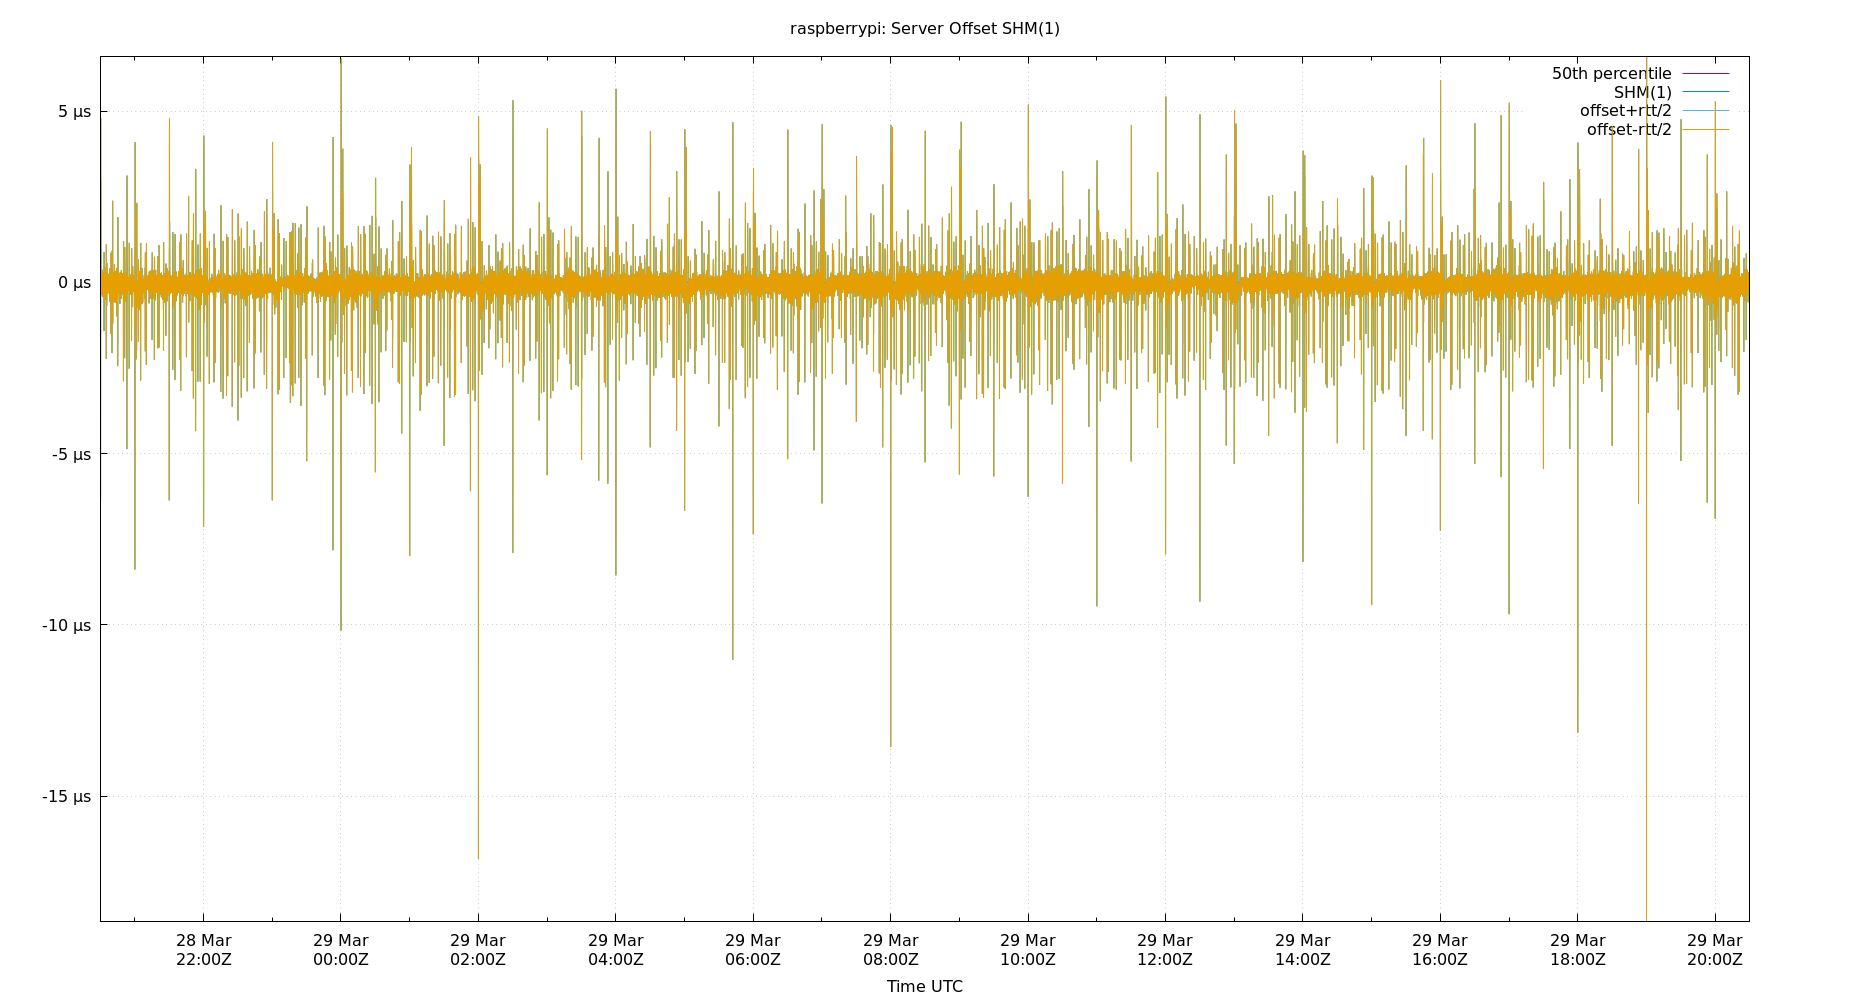 raspberrypi: Server Offset SHM(1)
50th percentile
SHM(1)
offset+rtt/2
offset-rtt/2
5 µs
0 µs
-5 µs
-10 µs
-15 µs
28 Mar 29 Mar 29 Mar 29 Mar 29 Mar 29 Mar 29 Mar 29 Mar 29 Mar 29 Mar 29 Mar 29 Mar
22:00Z 00:00Z 02:00Z 04:00Z 06:00Z 08:00Z 10:00Z 12:00Z 14:00Z 16:00Z 18:00Z 20:00Z
Time UTC